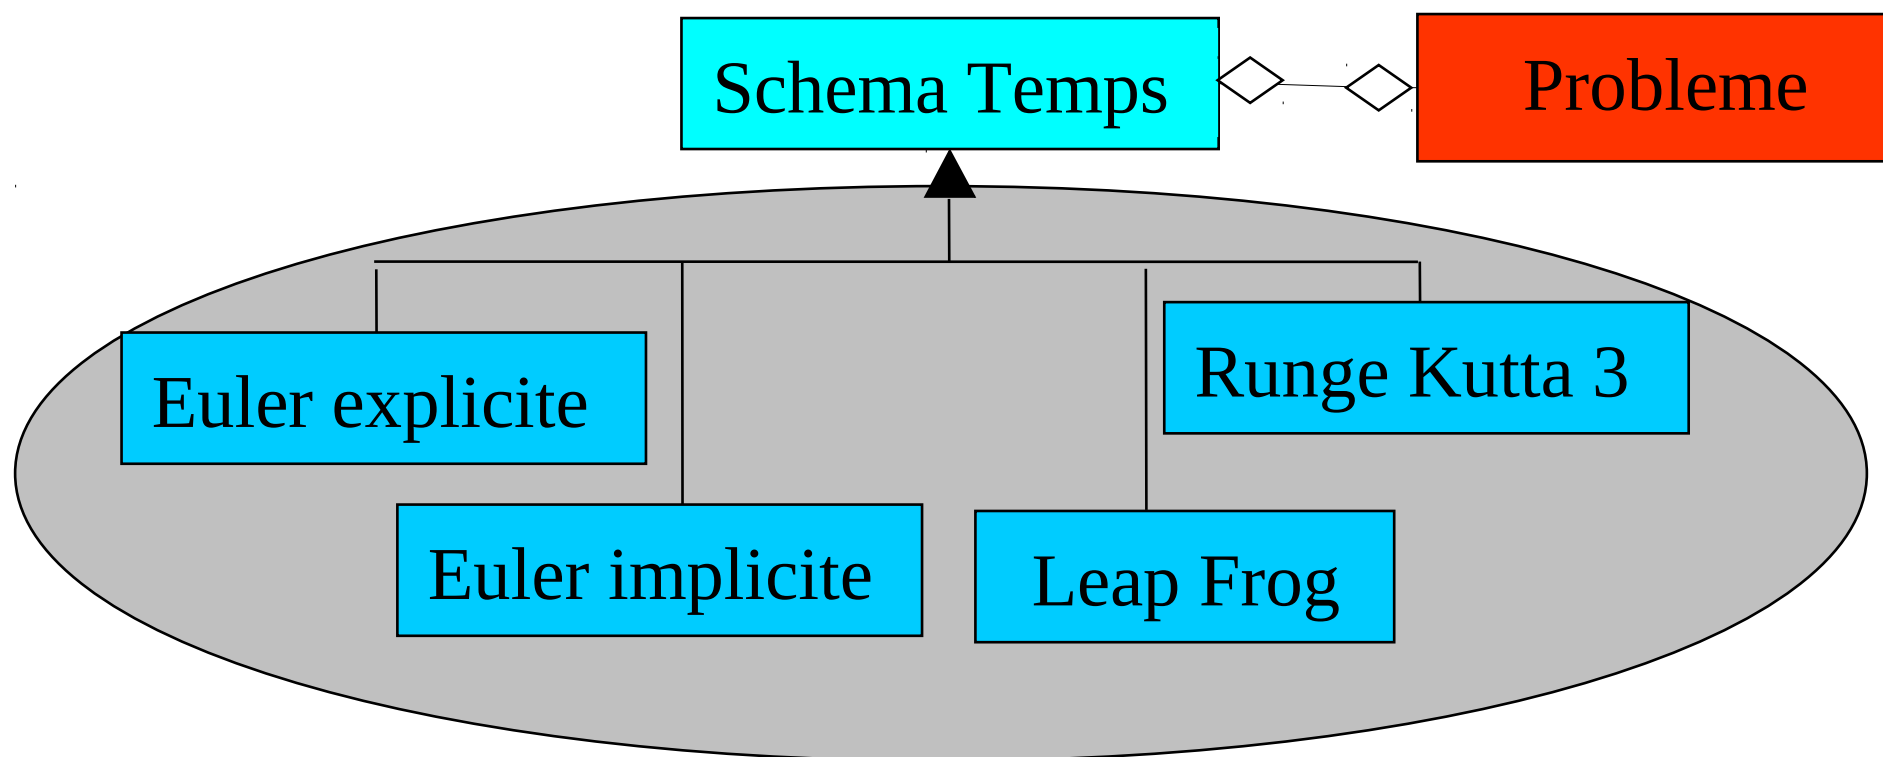 Schema Temps
Probleme
Euler explicite
Runge Kutta 3
Euler implicite
Leap Frog